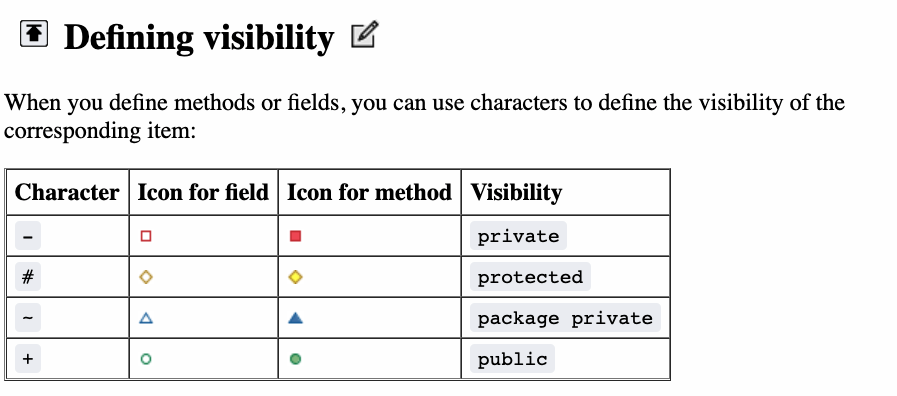 Defining visibility
When you define methods or fields, you can use characters to define the visibility of the
corresponding item:
Character Icon for field Icon for method Visibility
- private
# protected
~ package private
+ public